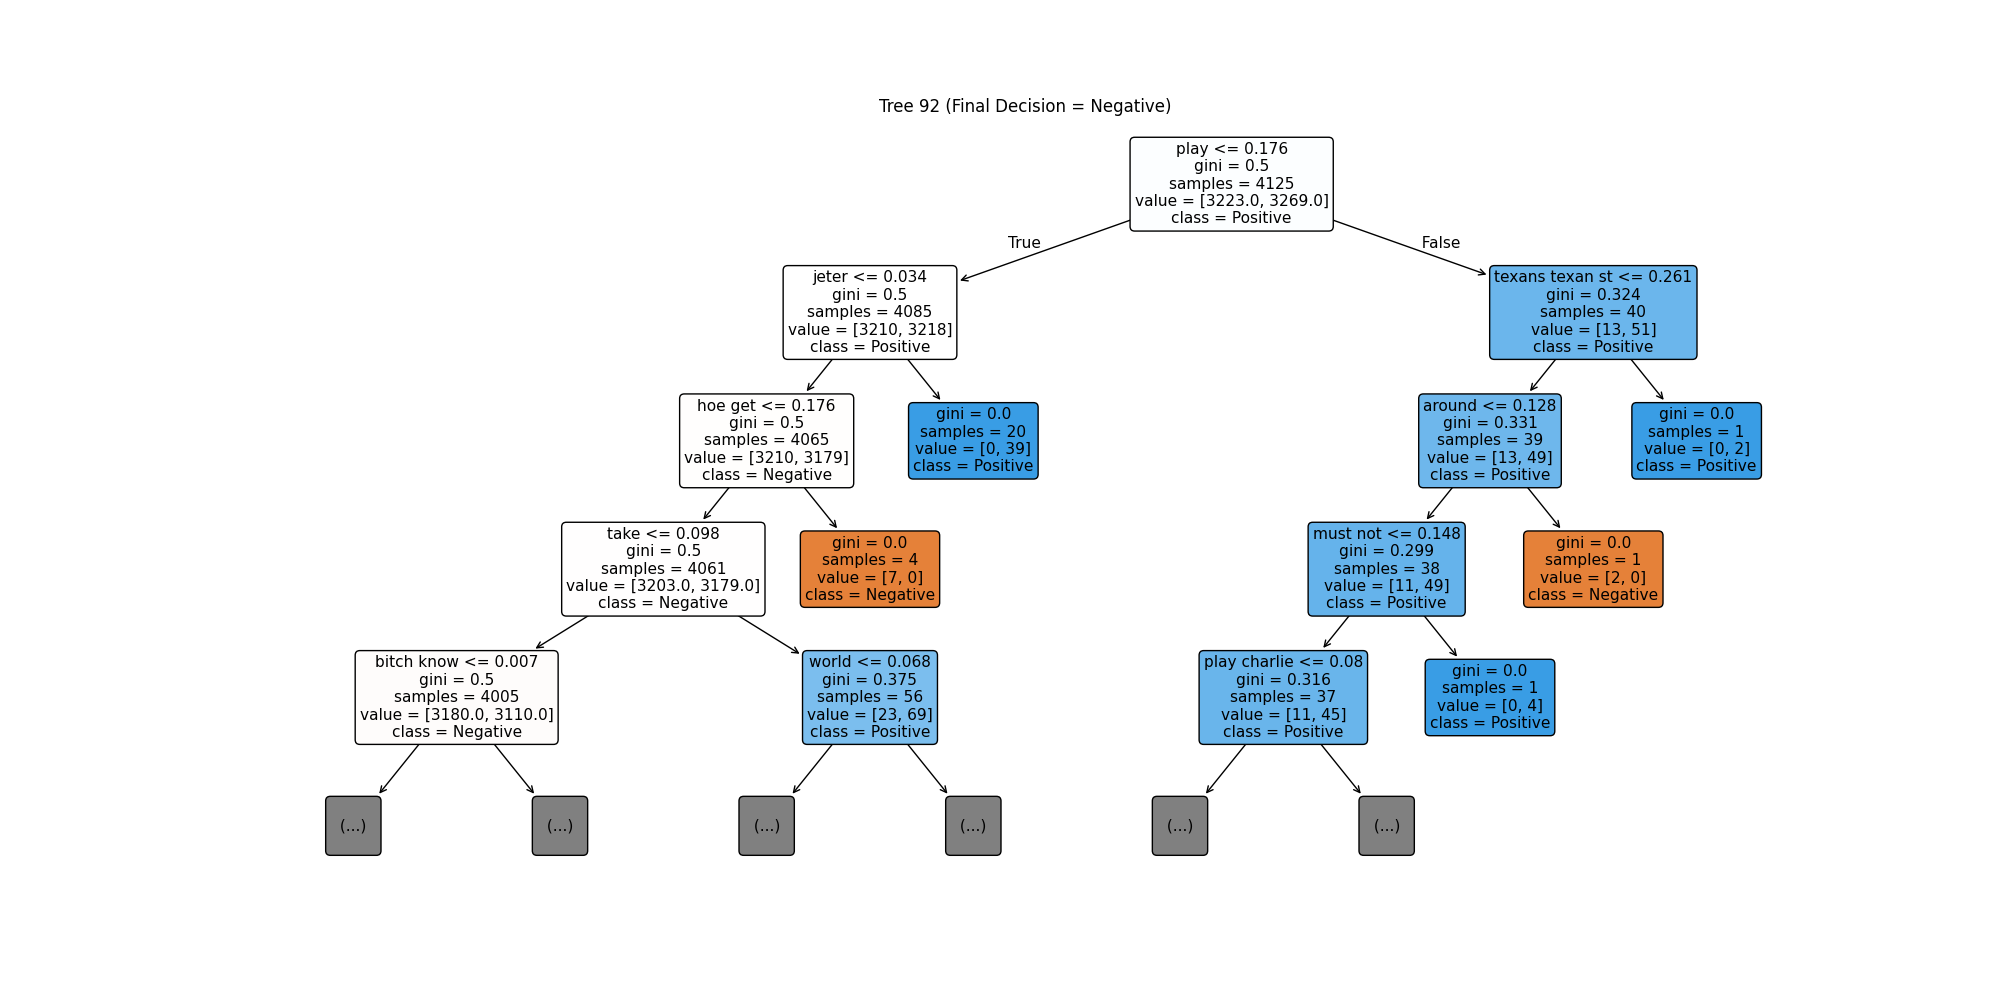 Tree 92 (Final Decision = Negative)
play <= 0.176
gini = 0.5
samples = 4125
value = [3223.0, 3269.0]
class = Positive
True
False
jeter <= 0.034
gini = 0.5
samples = 4085
value = [3210, 3218]
class = Positive
texans texan st <= 0.261
gini = 0.324
samples = 40
value = [13, 51]
class = Positive
hoe get <= 0.176
gini = 0.5
samples = 4065
value = [3210, 3179]
class = Negative
gini = 0.0
samples = 20
value = [0, 39]
class = Positive
around <= 0.128
gini = 0.331
samples = 39
value = [13, 49]
class = Positive
gini = 0.0
samples = 1
value = [0, 2]
class = Positive
take <= 0.098
gini = 0.5
samples = 4061
value = [3203.0, 3179.0]
class = Negative
gini = 0.0
samples = 4
value = [7, 0]
class = Negative
must not <= 0.148
gini = 0.299
samples = 38
value = [11, 49]
class = Positive
gini = 0.0
samples = 1
value = [2, 0]
class = Negative
bitch know <= 0.007
gini = 0.5
samples = 4005
value = [3180.0, 3110.0]
class = Negative
world <= 0.068
gini = 0.375
samples = 56
value = [23, 69]
class = Positive
play charlie <= 0.08
gini = 0.316
samples = 37
value = [11, 45]
class = Positive
gini = 0.0
samples = 1
value = [0, 4]
class = Positive
(...)
(...)
(...)
(...)
(...)
(...)